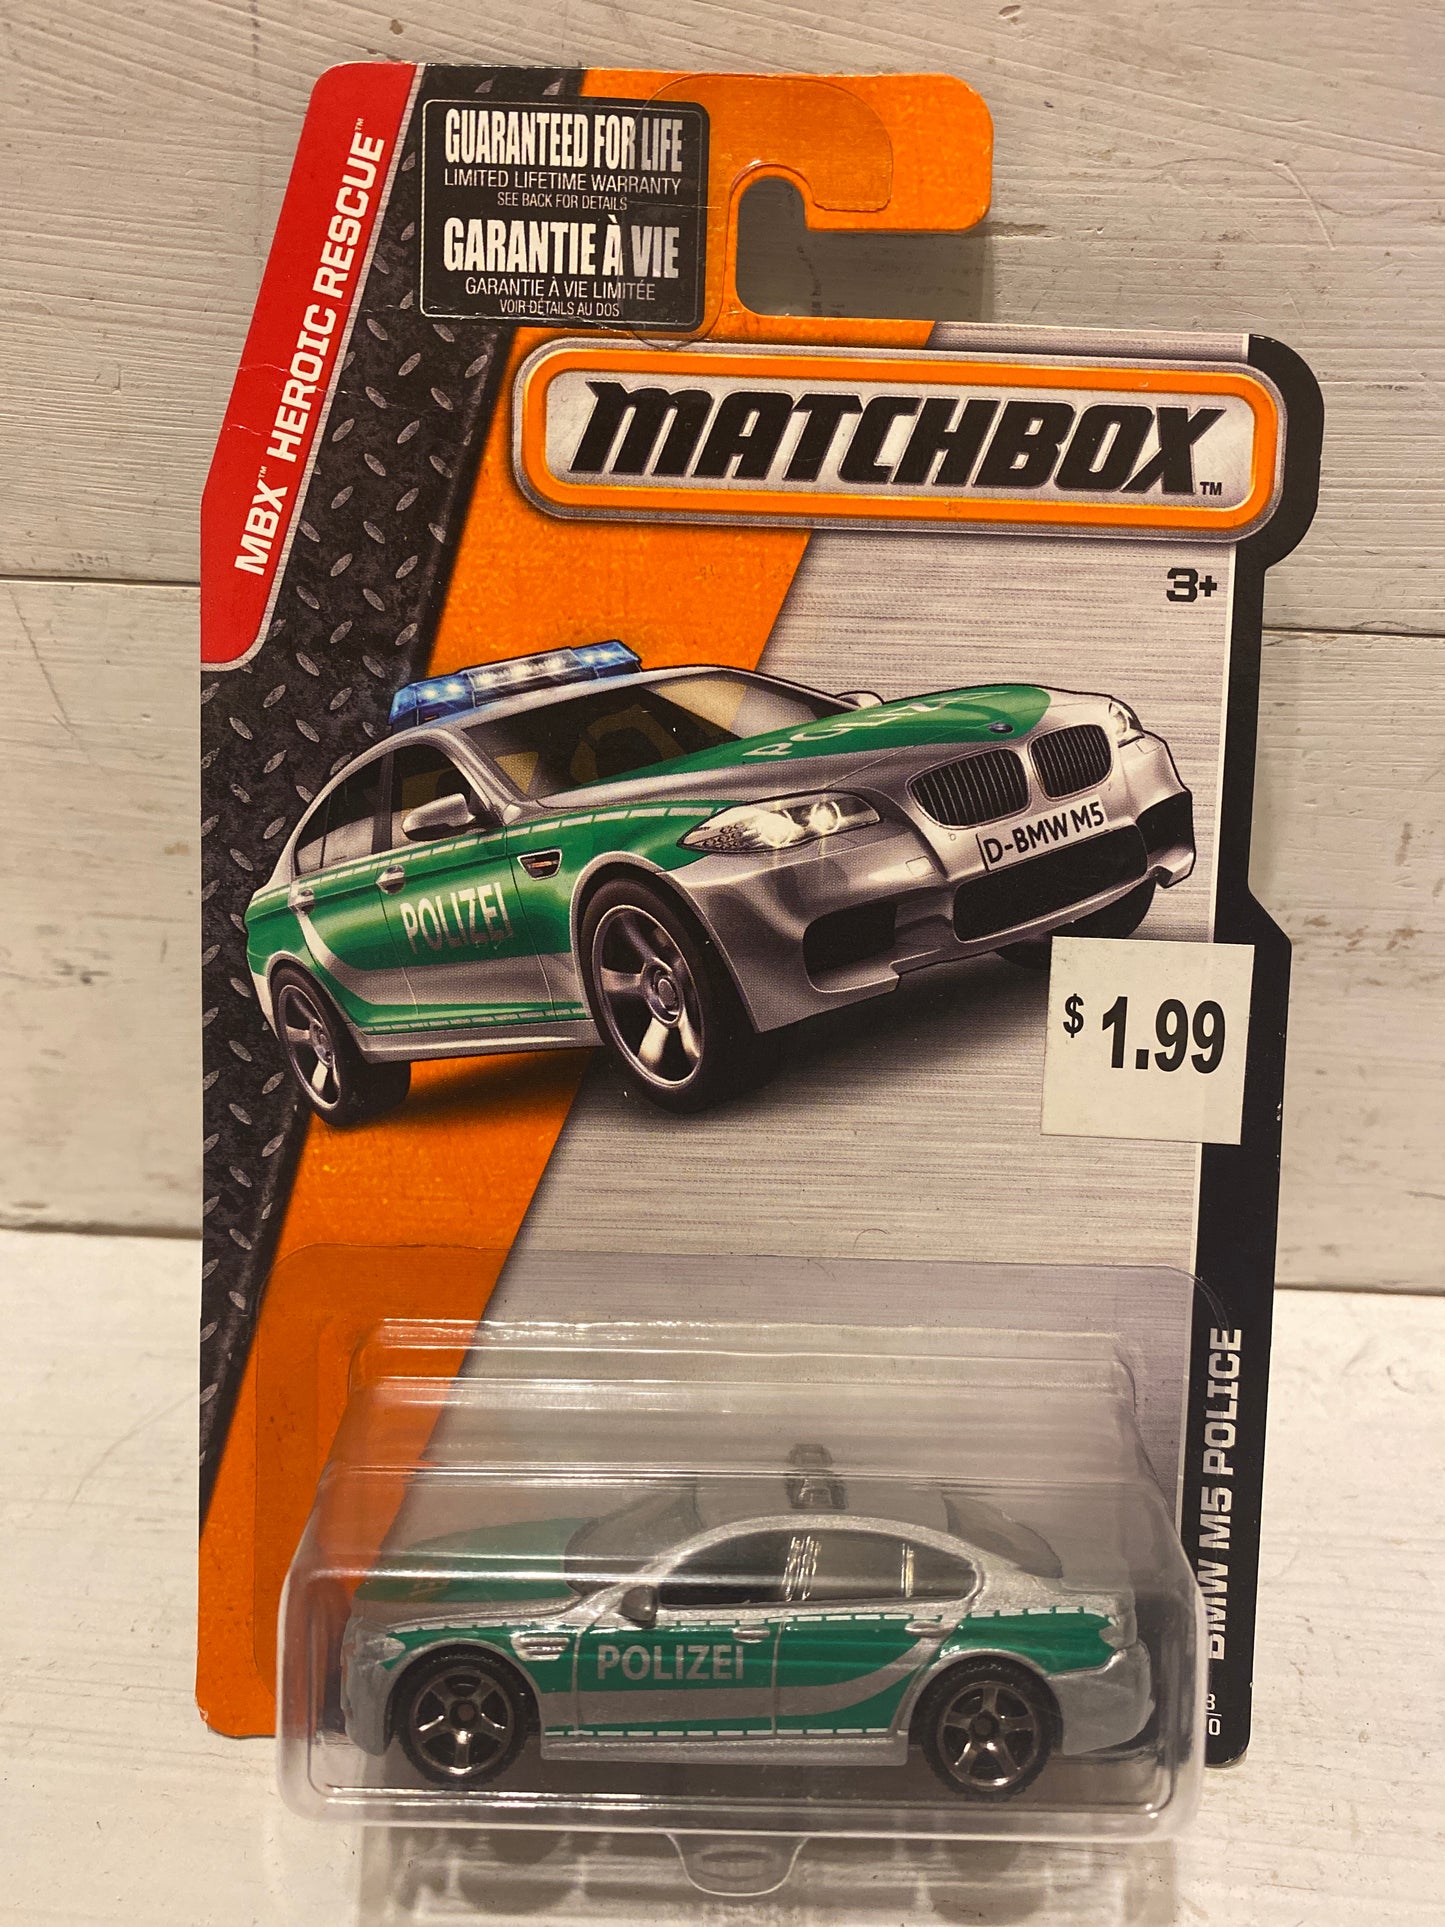 GUARANTEED FOR LIFE
LIMITED LIFETIME WARRANTY
SEE BACK FOR DETAILS
GARANTIE À VIE
GARANTIE À VIE LIMITÉE
VOIR DÉTAILS AU DOS
MBX™ HEROIC RESCUE™
MATCHBOX™
3+
POLIZEI
D-BMW M5
POLIZEI
$ 1.99
BMW M5 POLICE
POLIZEI